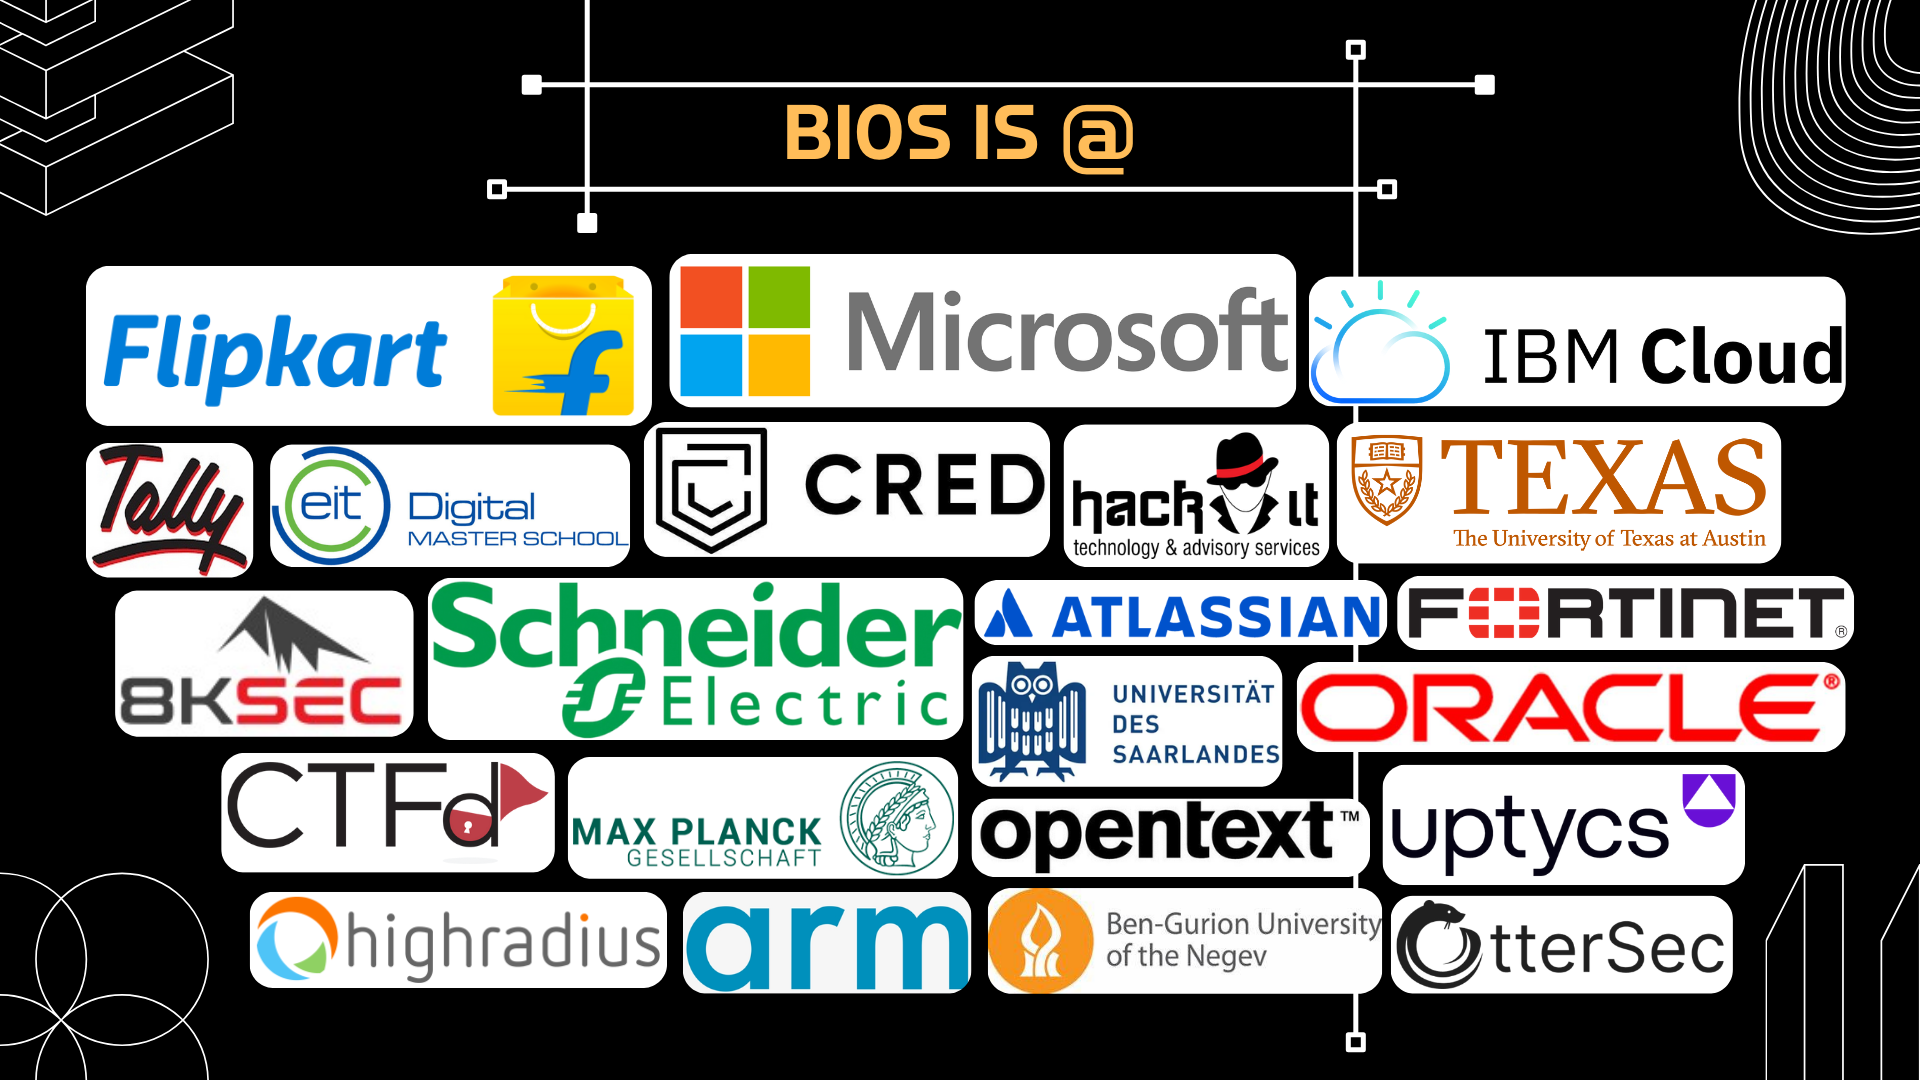 BIOS IS @
Flipkart
f
Microsoft
IBM Cloud
Tally
eit Digital
MASTER SCHOOL
CRED
hack it
technology & advisory services
TEXAS
The University of Texas at Austin
8KSEC
Schneider
Electric
ATLASSIAN
FORTINET®
UNIVERSITÄT
DES
SAARLANDES
ORACLE®
CTFd
MAX PLANCK
GESELLSCHAFT
opentext™
uptycs
highradius
arm
Ben-Gurion University
of the Negev
OtterSec